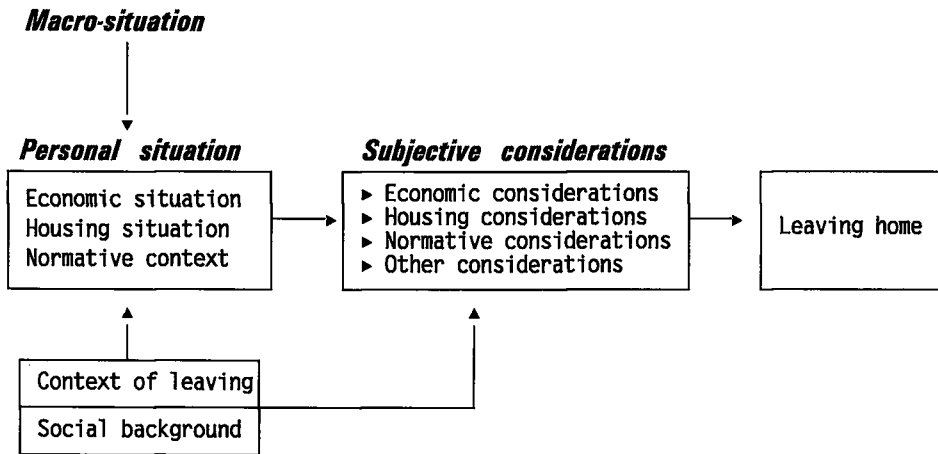 Macro-situation
Personal situation
Economic situation
Housing situation
Normative context
Subjective considerations
▸ Economic considerations
▸ Housing considerations
▸ Normative considerations
▸ Other considerations
Leaving home
Context of leaving
Social background